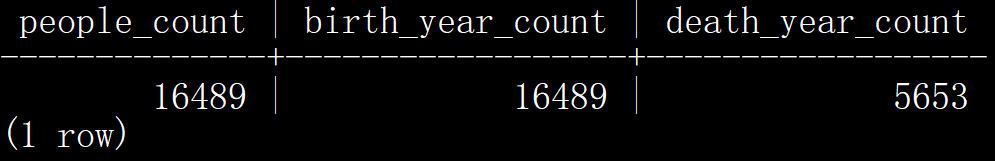 people_count | birth_year_count | death_year_count
--------------+------------------+------------------
        16489 |            16489 |             5653
(1 row)